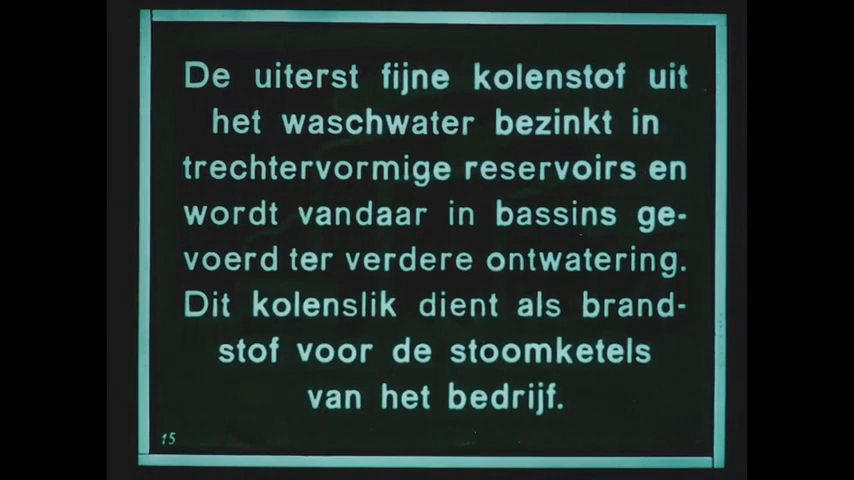 De uiterst fijne kolenstof uit
het waschwater bezinkt in
trechtervormige reservoirs en
wordt vandaar in bassins ge-
voerd ter verdere ontwatering.
Dit kolenslik dient als brand-
stof voor de stoomketels
van het bedrijf.
15